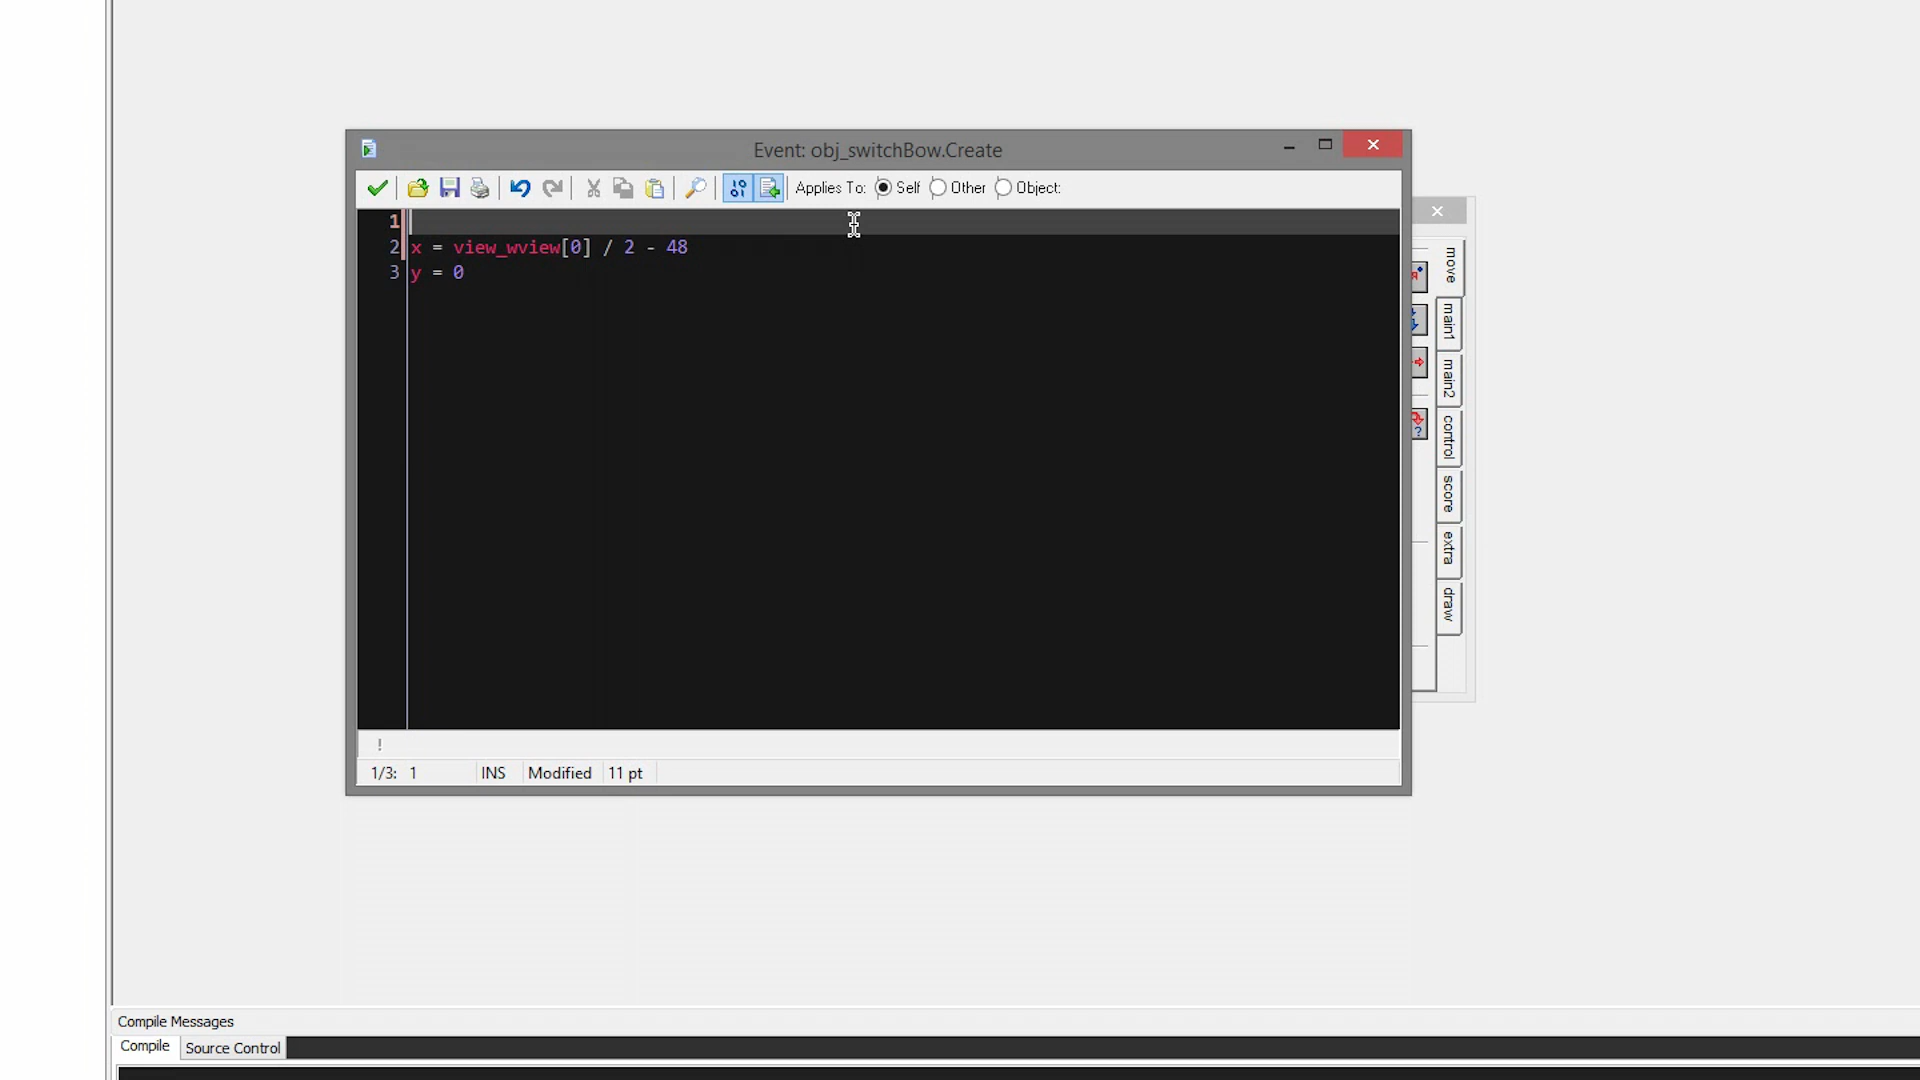 Event: obj_switchBow.Create
Applies To: Self Other Object:
1
2 x = view_wview[0] / 2 - 48
3 y = 0
move
main1
main2
control
score
extra
draw
!
1/3: 1 INS Modified 11 pt
Compile Messages
Compile Source Control